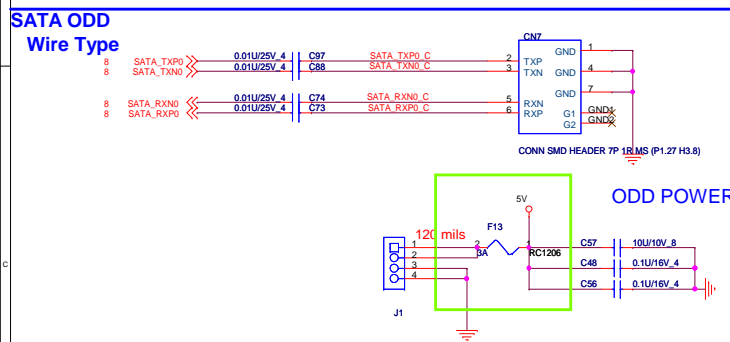 SATA ODD
Wire Type
CN7
8 SATA_TXP0 0.01U/25V_4 C97 SATA_TXP0_C 2 TXP GND 1
8 SATA_TXN0 0.01U/25V_4 C88 SATA_TXN0_C 3 TXN GND 4
GND 7
8 SATA_RXN0 0.01U/25V_4 C74 SATA_RXN0_C 5 RXN G1 GND1
8 SATA_RXP0 0.01U/25V_4 C73 SATA_RXP0_C 6 RXP G2 GND2
CONN SMD HEADER 7P 1R MS (P1.27 H3.8)
ODD POWER
5V
120 mils F13
1 2 1 C57 10U/10V_8
2 3A RC1206
3 C48 0.1U/16V_4
4 C56 0.1U/16V_4
J1
C